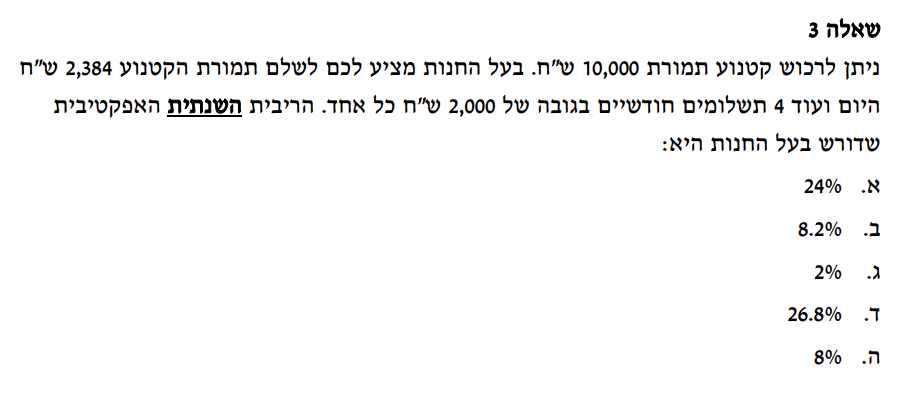 שאלה 3
ניתן לרכוש קטנוע תמורת 10,000 ש"ח. בעל החנות מציע לכם לשלם תמורת הקטנוע 2,384 ש"ח
היום ועוד 4 תשלומים חודשיים בגובה של 2,000 ש"ח כל אחד. הריבית השנתית האפקטיבית
שדורש בעל החנות היא:
א. 24%
ב. 8.2%
ג. 2%
ד. 26.8%
ה. 8%